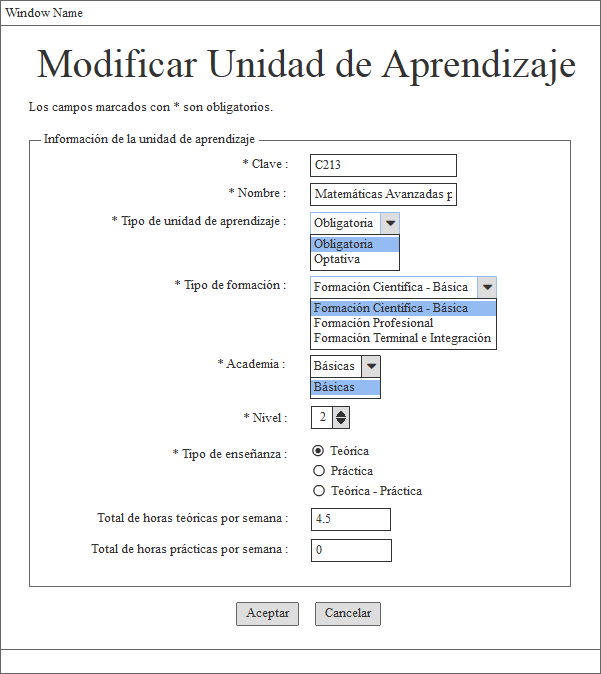 Window Name
Modificar Unidad de Aprendizaje
Los campos marcados con * son obligatorios.
Información de la unidad de aprendizaje
* Clave : C213
* Nombre : Matemáticas Avanzadas p
* Tipo de unidad de aprendizaje : Obligatoria
Obligatoria
Optativa
* Tipo de formación : Formación Científica - Básica
Formación Científica - Básica
Formación Profesional
Formación Terminal e Integración
* Academia : Básicas
Básicas
* Nivel : 2
* Tipo de enseñanza : Teórica
Práctica
Teórica - Práctica
Total de horas teóricas por semana : 4.5
Total de horas prácticas por semana : 0
Aceptar Cancelar